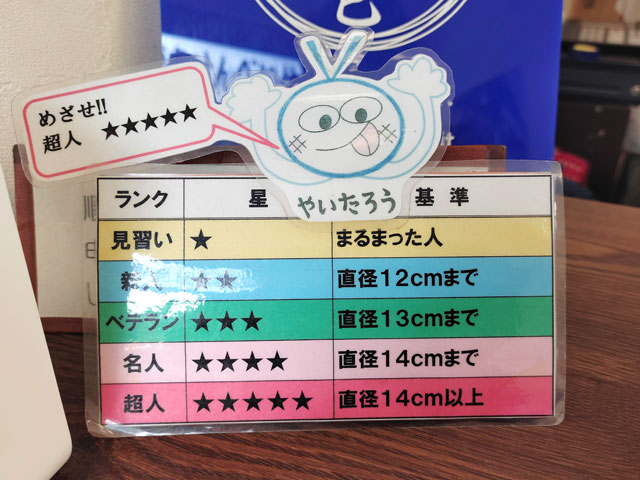 めざせ!!
超人 ★★★★★
やいたろう
ランク 星 基準
見習い ★ まるまった人
新人 ★★ 直径12cmまで
ベテラン ★★★ 直径13cmまで
名人 ★★★★ 直径14cmまで
超人 ★★★★★ 直径14cm以上